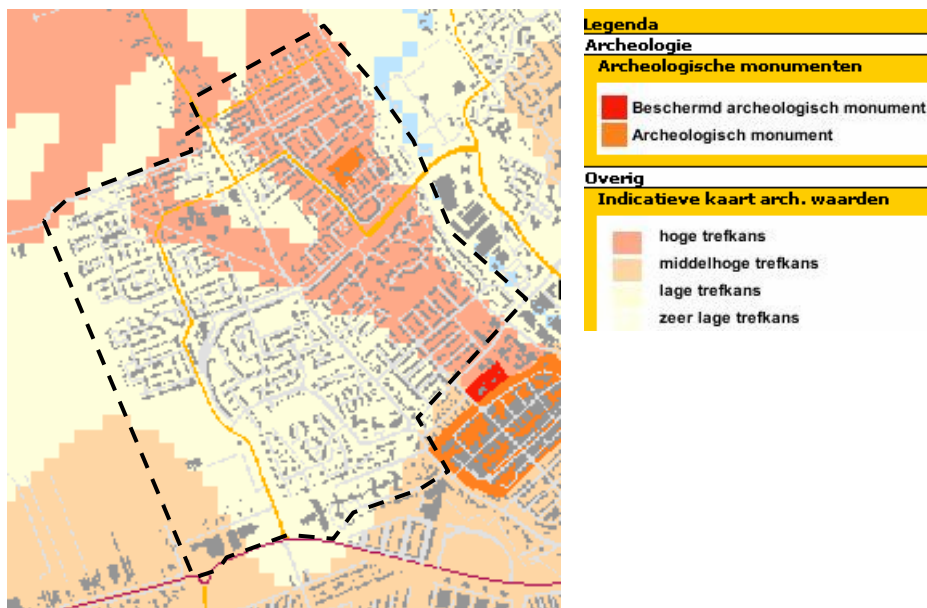 Legenda
Archeologie
Archeologische monumenten
Beschermd archeologisch monument
Archeologisch monument
Overig
Indicatieve kaart arch. waarden
hoge trefkans
middelhoge trefkans
lage trefkans
zeer lage trefkans